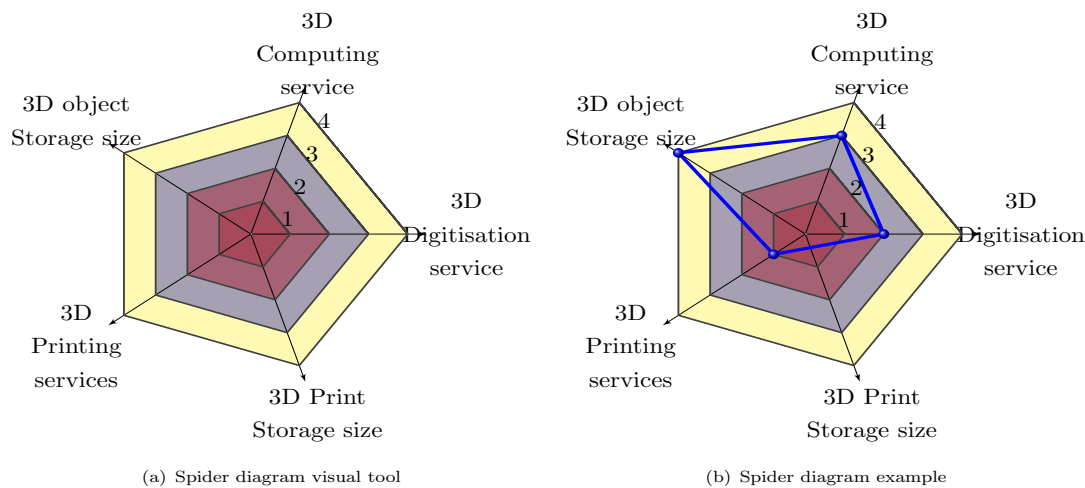 3D
Computing
service
3D object
Storage size
4
3
2
1
3D
Digitisation
service
3D
Printing
services
3D Print
Storage size
(a) Spider diagram visual tool
3D
Computing
service
3D object
Storage size
4
3
2
1
3D
Digitisation
service
3D
Printing
services
3D Print
Storage size
(b) Spider diagram example